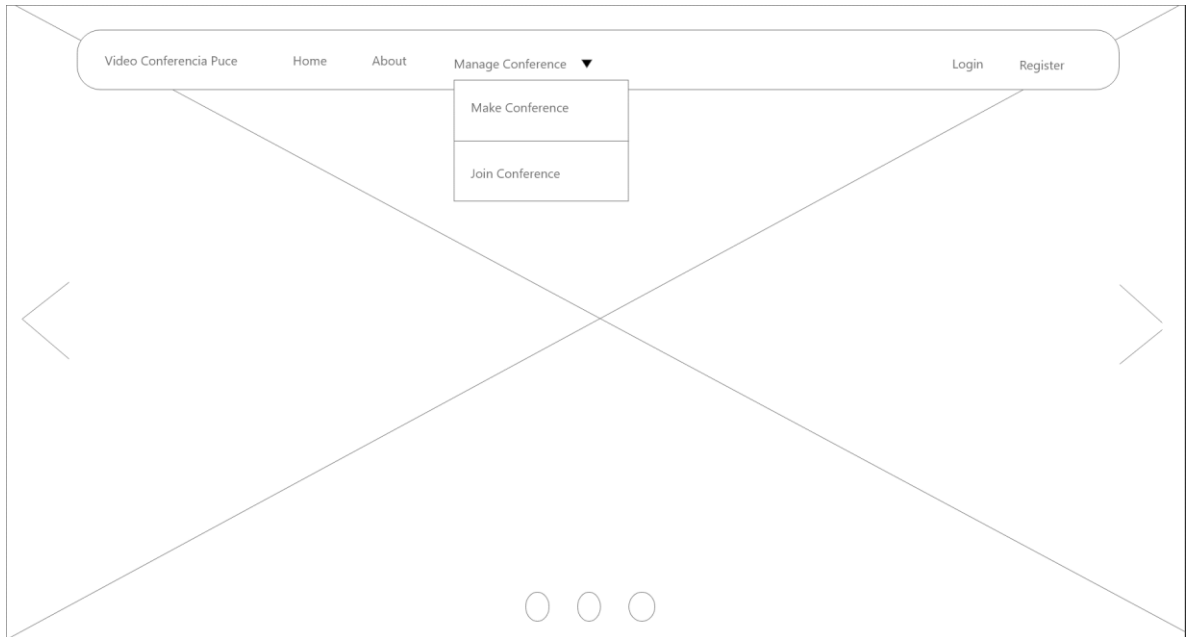 Video Conferencia Puce Home About Manage Conference Login Register
Make Conference
Join Conference